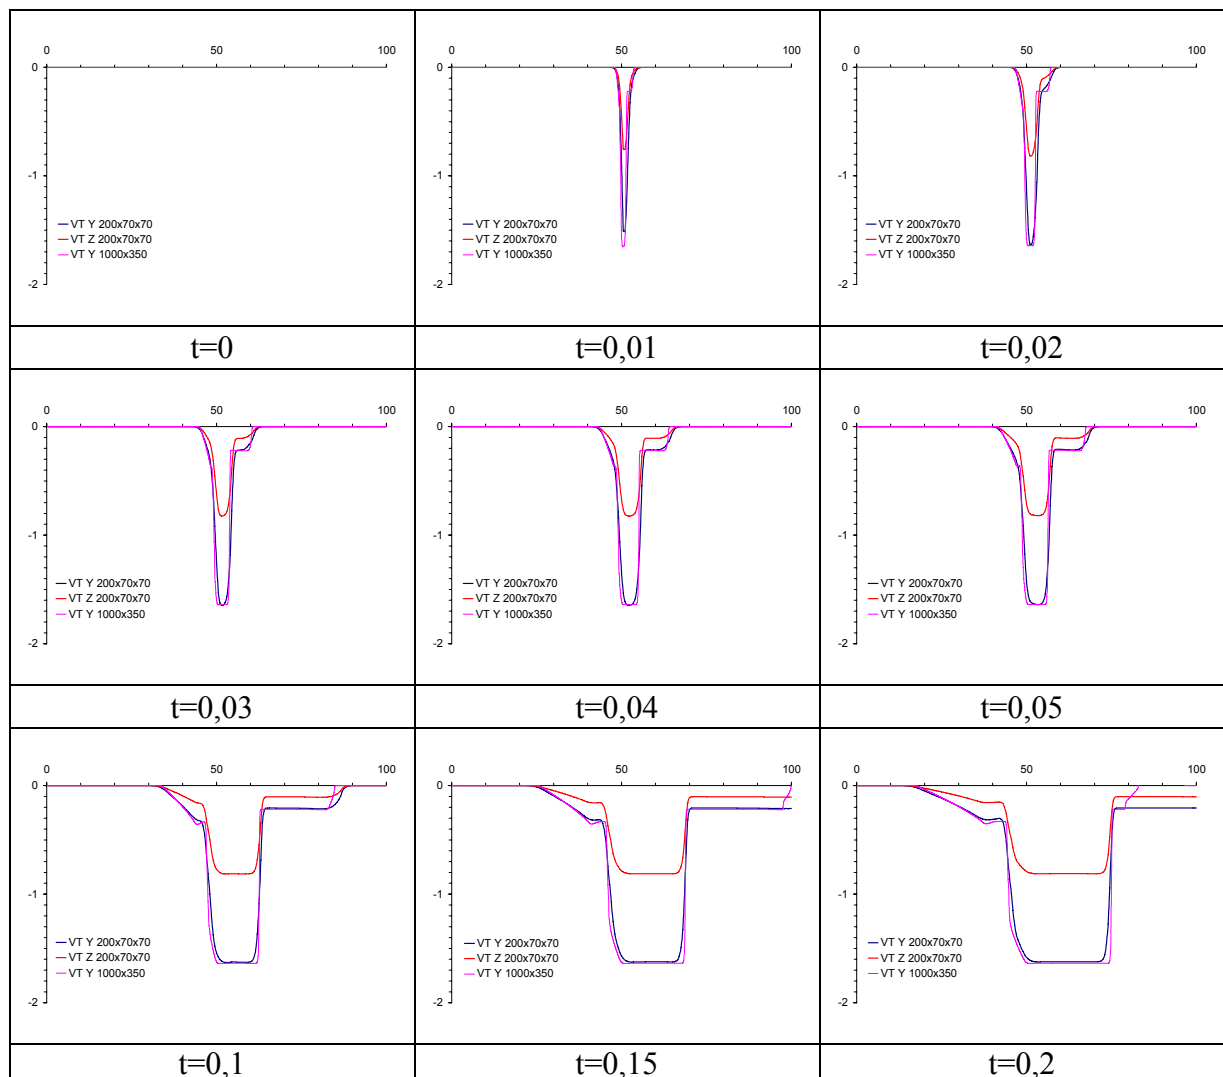 0 50 100
0
-1
VT Y 200x70x70
VT Z 200x70x70
VT Y 1000x350
-2
0 50 100
0
-1
VT Y 200x70x70
VT Z 200x70x70
VT Y 1000x350
-2
0 50 100
0
-1
VT Y 200x70x70
VT Z 200x70x70
VT Y 1000x350
-2
t=0 t=0,01 t=0,02
0 50 100
0
-1
VT Y 200x70x70
VT Z 200x70x70
VT Y 1000x350
-2
0 50 100
0
-1
VT Y 200x70x70
VT Z 200x70x70
VT Y 1000x350
-2
0 50 100
0
-1
VT Y 200x70x70
VT Z 200x70x70
VT Y 1000x350
-2
t=0,03 t=0,04 t=0,05
0 50 100
0
-1
VT Y 200x70x70
VT Z 200x70x70
VT Y 1000x350
-2
0 50 100
0
-1
VT Y 200x70x70
VT Z 200x70x70
VT Y 1000x350
-2
0 50 100
0
-1
VT Y 200x70x70
VT Z 200x70x70
VT Y 1000x350
-2
t=0,1 t=0,15 t=0,2